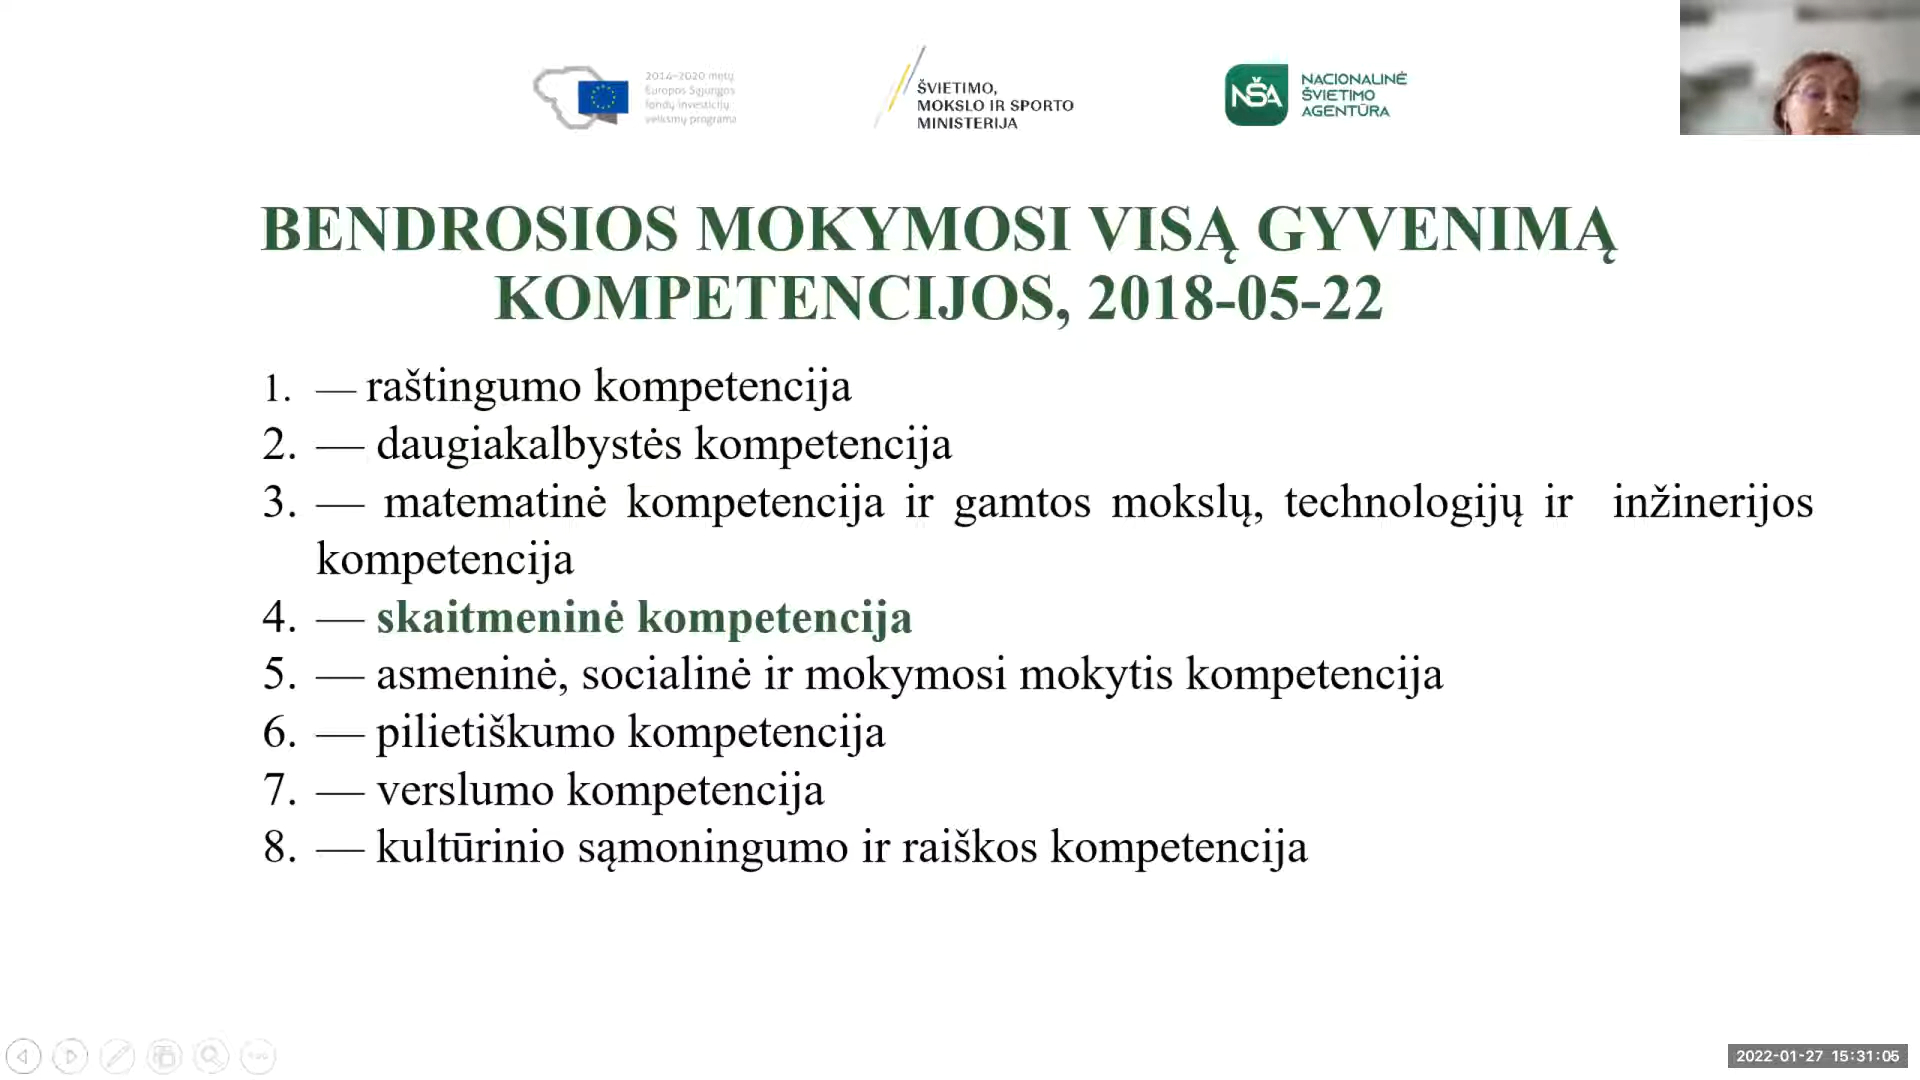 2014–2020 metų
Europos Sąjungos
fondų investicijų
veiksmų programa
ŠVIETIMO,
MOKSLO IR SPORTO
MINISTERIJA
NŠA
NACIONALINĖ
ŠVIETIMO
AGENTŪRA
BENDROSIOS MOKYMOSI VISĄ GYVENIMĄ
KOMPETENCIJOS, 2018-05-22
1. — raštingumo kompetencija
2. — daugiakalbystės kompetencija
3. — matematinė kompetencija ir gamtos mokslų, technologijų ir inžinerijos
kompetencija
4. — skaitmeninė kompetencija
5. — asmeninė, socialinė ir mokymosi mokytis kompetencija
6. — pilietiškumo kompetencija
7. — verslumo kompetencija
8. — kultūrinio sąmoningumo ir raiškos kompetencija
2022-01-27 15:31:05